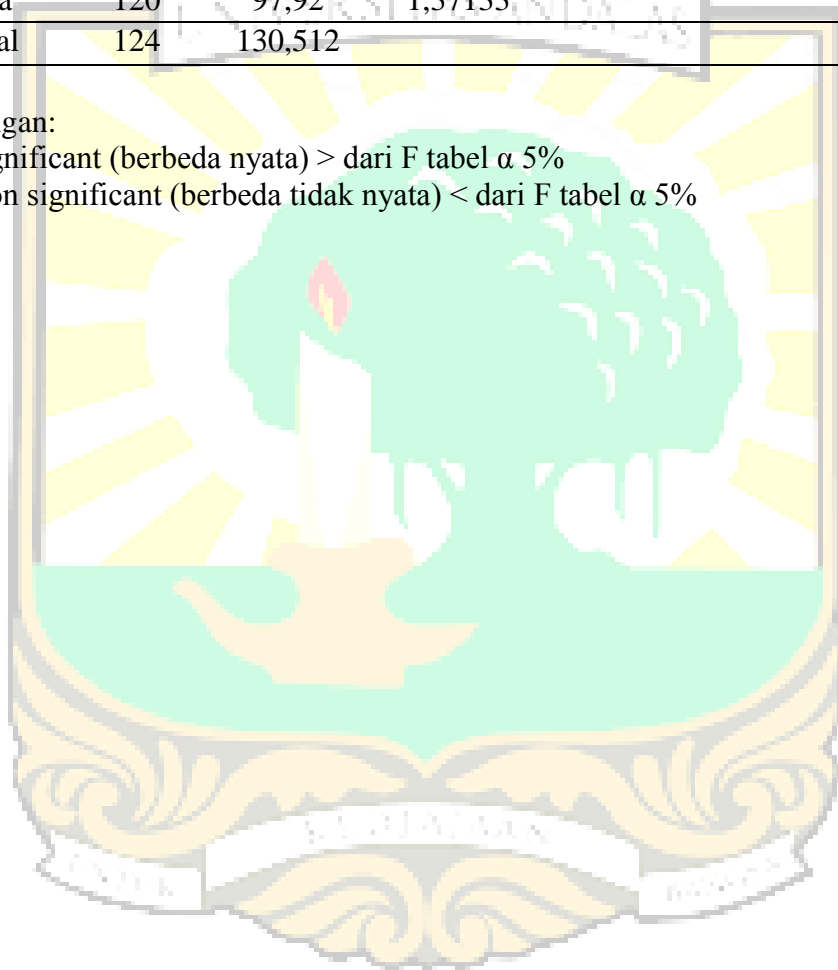 a 120 97,92 1,57133
al 124 130,512
gan:
gnificant (berbeda nyata) > dari F tabel α 5%
on significant (berbeda tidak nyata) < dari F tabel α 5%